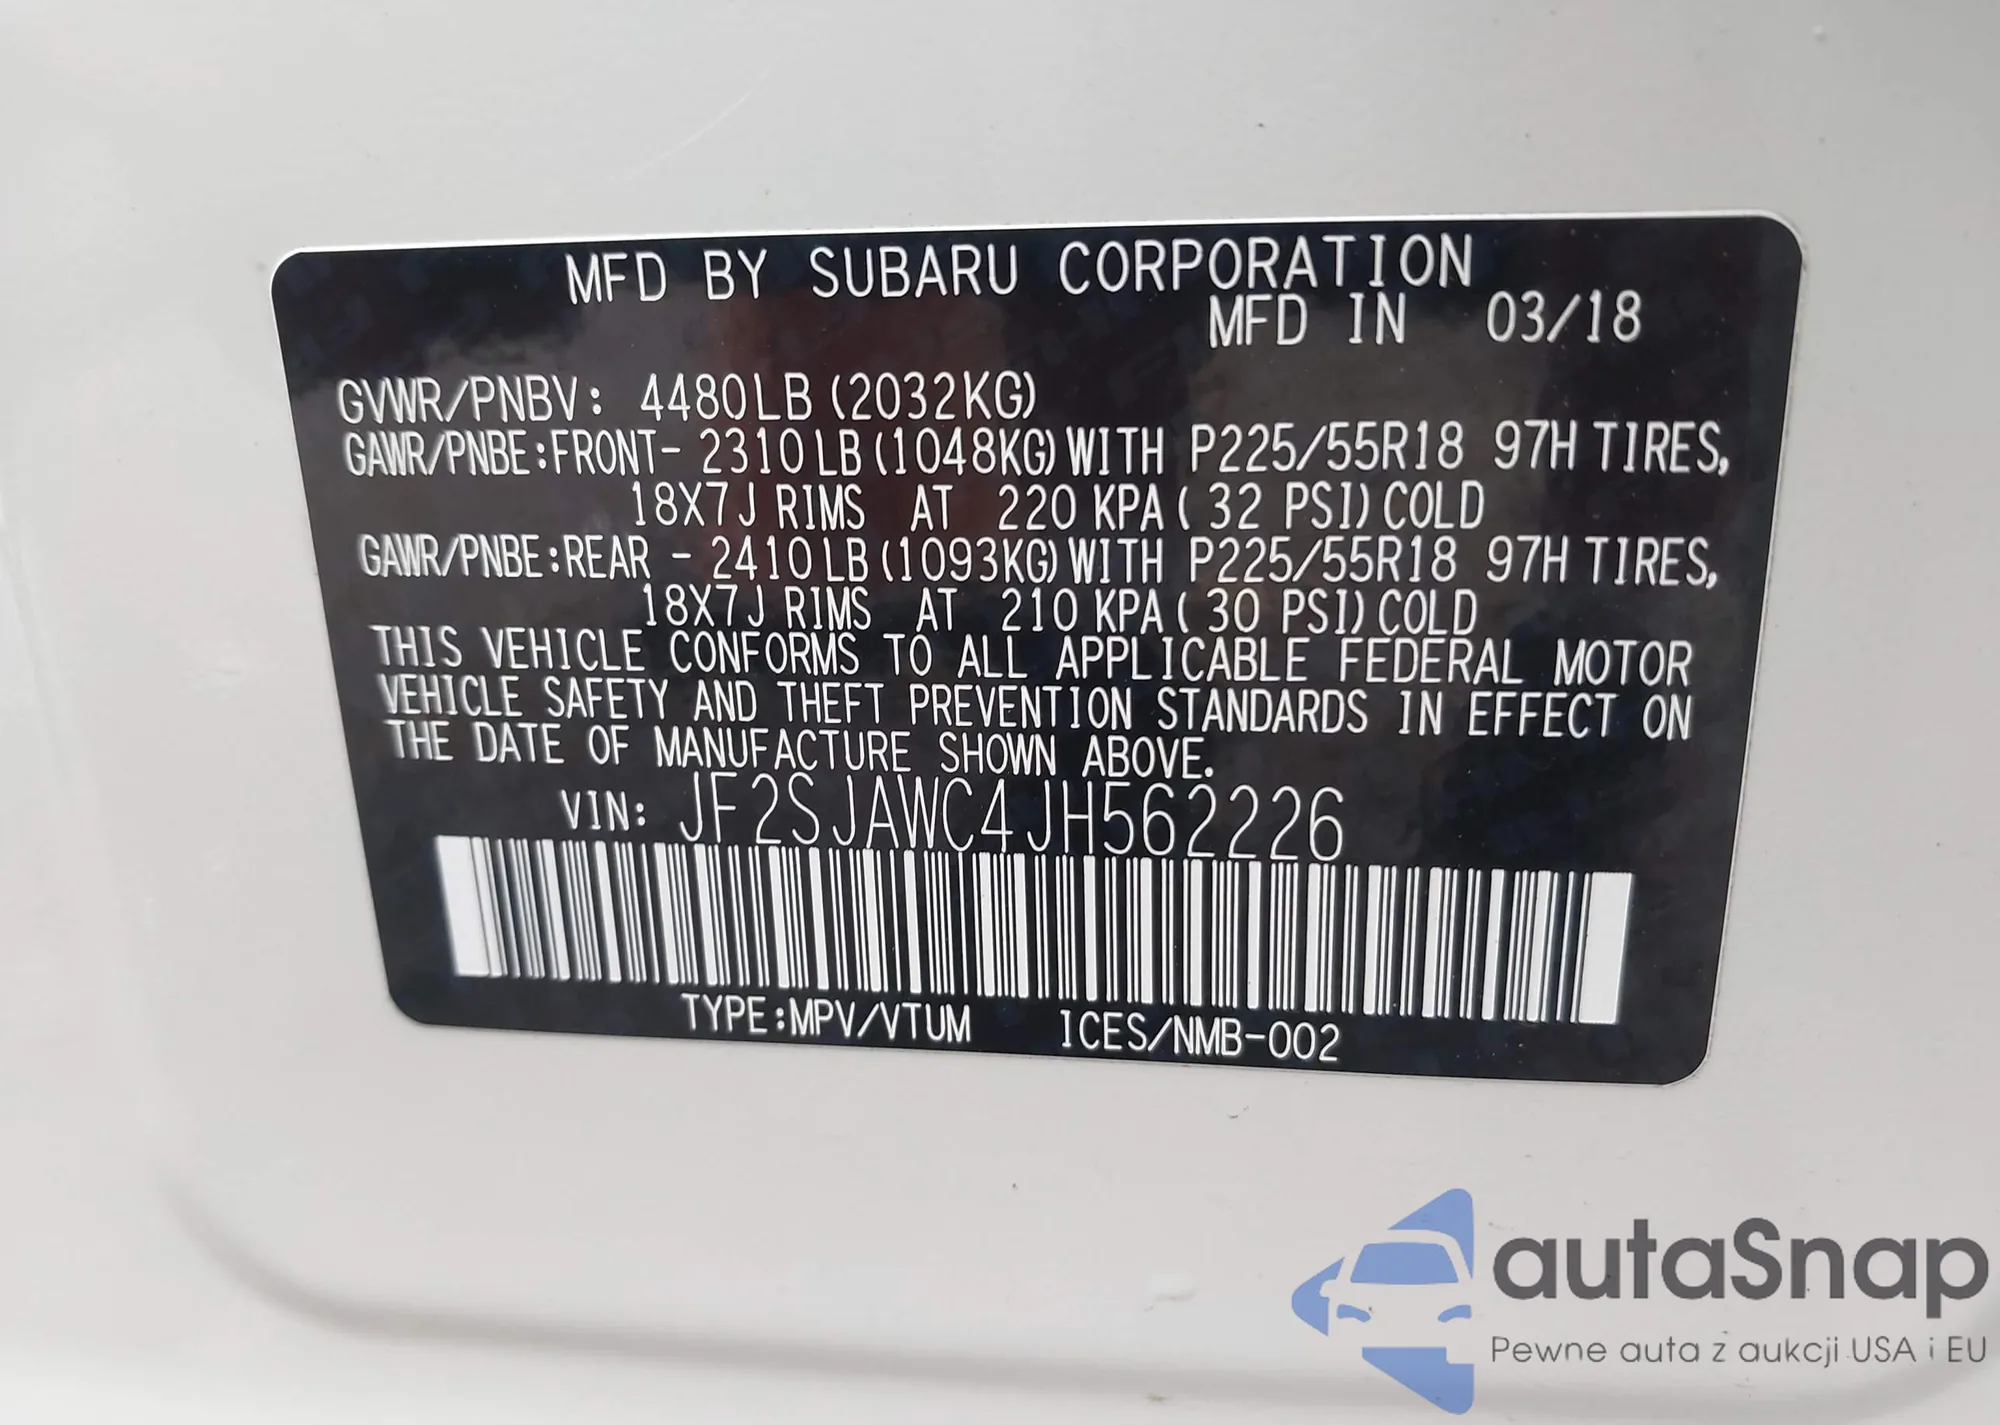 MFD BY SUBARU CORPORATION
MFD IN 03/18
GVWR/PNBV: 4480LB (2032KG)
GAWR/PNBE:FRONT- 2310LB (1048KG) WITH P225/55R18 97H TIRES,
18X7J RIMS AT 220 KPA ( 32 PSI) COLD
GAWR/PNBE:REAR - 2410LB (1093KG) WITH P225/55R18 97H TIRES,
18X7J RIMS AT 210 KPA ( 30 PSI) COLD
THIS VEHICLE CONFORMS TO ALL APPLICABLE FEDERAL MOTOR
VEHICLE SAFETY AND THEFT PREVENTION STANDARDS IN EFFECT ON
THE DATE OF MANUFACTURE SHOWN ABOVE.
VIN: JF2SJAWC4JH562226
TYPE:MPV/VTUM ICES/NMB-002
autaSnap
Pewne auta z aukcji USA i EU